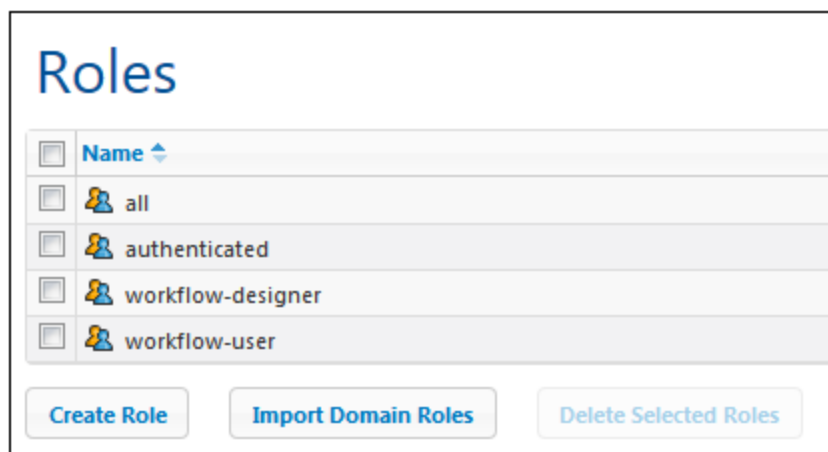 Roles
Name
all
authenticated
workflow-designer
workflow-user
Create Role Import Domain Roles Delete Selected Roles